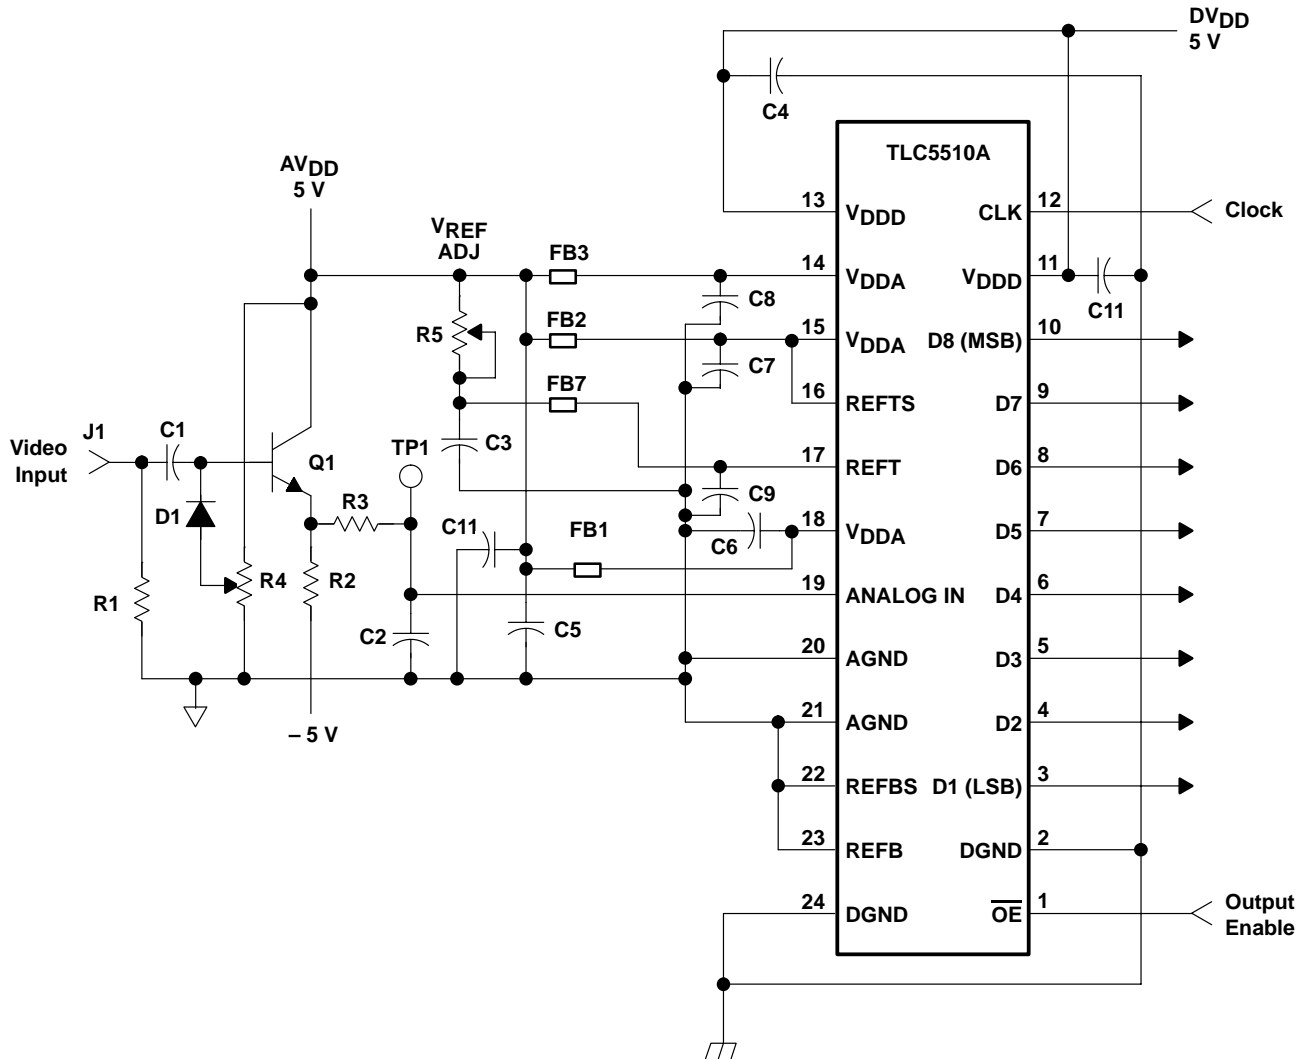 DVDD
5 V
C4
TLC5510A
AVDD
5 V
13
VDDD
CLK
12
Clock
VREF
ADJ
FB3
14
VDDA
VDDD
11
C8
C11
R5
FB2
15
VDDA
D8 (MSB)
10
C7
FB7
16
REFTS
D7
9
Video
Input
J1
C1
Q1
TP1
C3
17
REFT
D6
8
D1
R3
C9
C11
FB1
C6
18
VDDA
D5
7
R1
R4
R2
19
ANALOG IN
D4
6
C2
C5
20
AGND
D3
5
– 5 V
21
AGND
D2
4
22
REFBS
D1 (LSB)
3
23
REFB
DGND
2
24
DGND
OE
1
Output
Enable